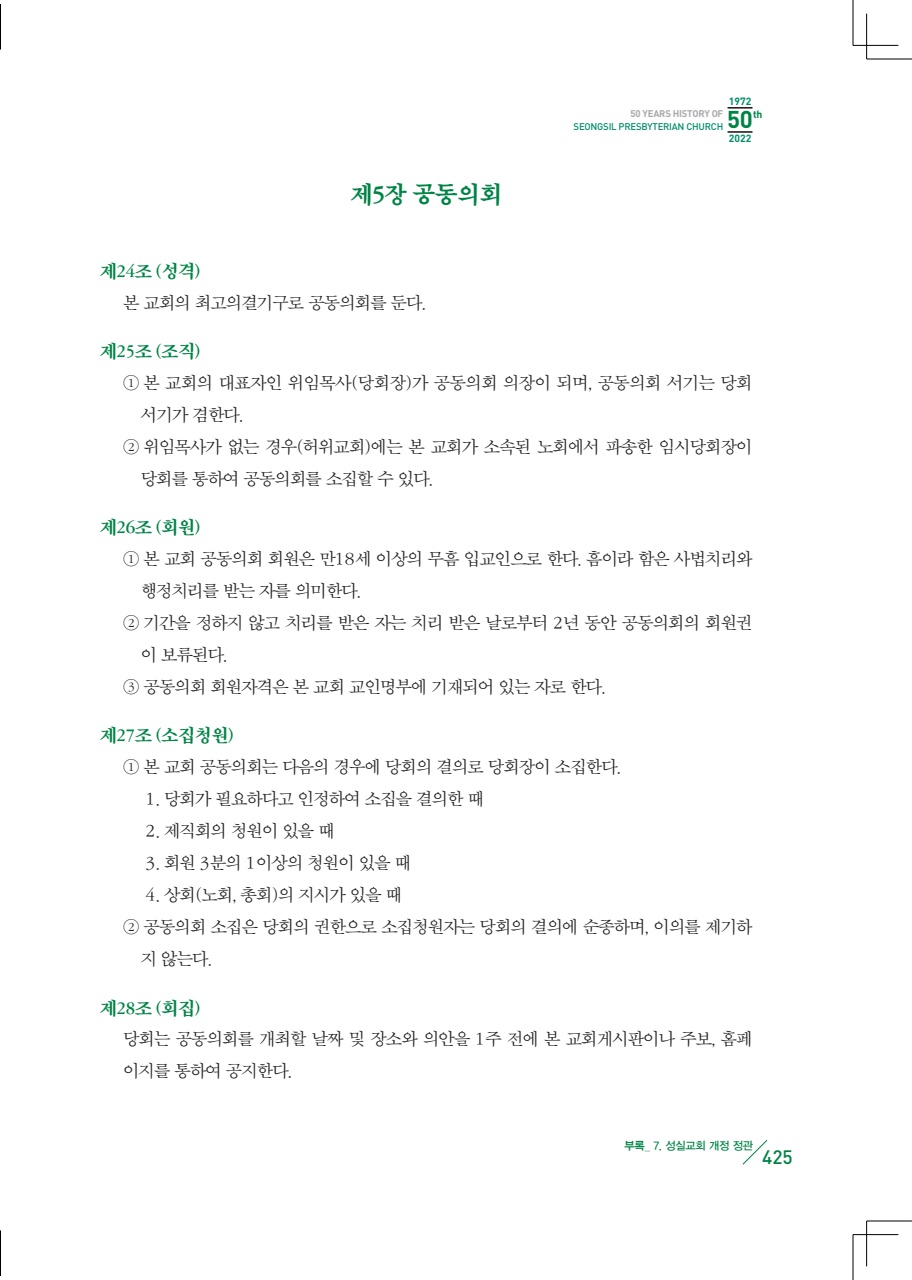 1972
50 YEARS HISTORY OF
SEONGSIL PRESBYTERIAN CHURCH
50th
2022
제5장 공동의회
제24조 (성격)
본 교회의 최고의결기구로 공동의회를 둔다.
제25조 (조직)
① 본 교회의 대표자인 위임목사(당회장)가 공동의회 의장이 되며, 공동의회 서기는 당회
서기가 겸한다.
② 위임목사가 없는 경우(허위교회)에는 본 교회가 소속된 노회에서 파송한 임시당회장이
당회를 통하여 공동의회를 소집할 수 있다.
제26조 (회원)
① 본 교회 공동의회 회원은 만18세 이상의 무흠 입교인으로 한다. 흠이라 함은 사법치리와
행정치리를 받는 자를 의미한다.
② 기간을 정하지 않고 치리를 받은 자는 치리 받은 날로부터 2년 동안 공동의회의 회원권
이 보류된다.
③ 공동의회 회원자격은 본 교회 교인명부에 기재되어 있는 자로 한다.
제27조 (소집청원)
① 본 교회 공동의회는 다음의 경우에 당회의 결의로 당회장이 소집한다.
1. 당회가 필요하다고 인정하여 소집을 결의한 때
2. 제직회의 청원이 있을 때
3. 회원 3분의 1이상의 청원이 있을 때
4. 상회(노회, 총회)의 지시가 있을 때
② 공동의회 소집은 당회의 권한으로 소집청원자는 당회의 결의에 순종하며, 이의를 제기하
지 않는다.
제28조 (회집)
당회는 공동의회를 개최할 날짜 및 장소와 의안을 1주 전에 본 교회게시판이나 주보, 홈페
이지를 통하여 공지한다.
부록_ 7. 성실교회 개정 정관
425